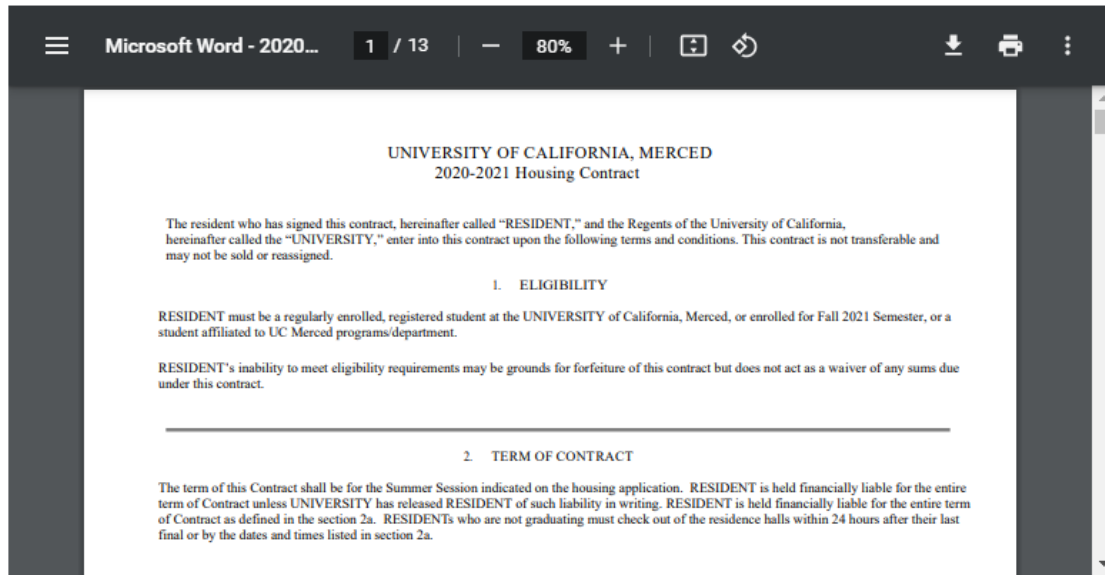 Microsoft Word - 2020... 1 / 13 80%
UNIVERSITY OF CALIFORNIA, MERCED
2020-2021 Housing Contract
The resident who has signed this contract, hereinafter called “RESIDENT,” and the Regents of the University of California,
hereinafter called the “UNIVERSITY,” enter into this contract upon the following terms and conditions. This contract is not transferable and
may not be sold or reassigned.
1. ELIGIBILITY
RESIDENT must be a regularly enrolled, registered student at the UNIVERSITY of California, Merced, or enrolled for Fall 2021 Semester, or a
student affiliated to UC Merced programs/department.
RESIDENT’s inability to meet eligibility requirements may be grounds for forfeiture of this contract but does not act as a waiver of any sums due
under this contract.
2. TERM OF CONTRACT
The term of this Contract shall be for the Summer Session indicated on the housing application. RESIDENT is held financially liable for the entire
term of Contract unless UNIVERSITY has released RESIDENT of such liability in writing. RESIDENT is held financially liable for the entire term
of Contract as defined in the section 2a. RESIDENTs who are not graduating must check out of the residence halls within 24 hours after their last
final or by the dates and times listed in section 2a.